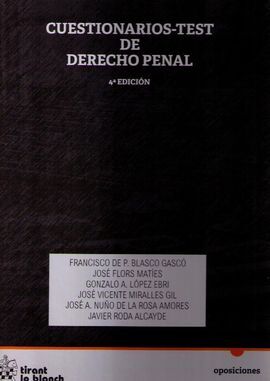 CUESTIONARIOS-TEST
DE
DERECHO PENAL
4ª EDICIÓN
FRANCISCO DE P. BLASCO GASCÓ
JOSÉ FLORS MATÍES
GONZALO A. LÓPEZ EBRI
JOSÉ VICENTE MIRALLES GIL
JOSÉ A. NUÑO DE LA ROSA AMORES
JAVIER RODA ALCAYDE
tirant
lo blanch
oposiciones